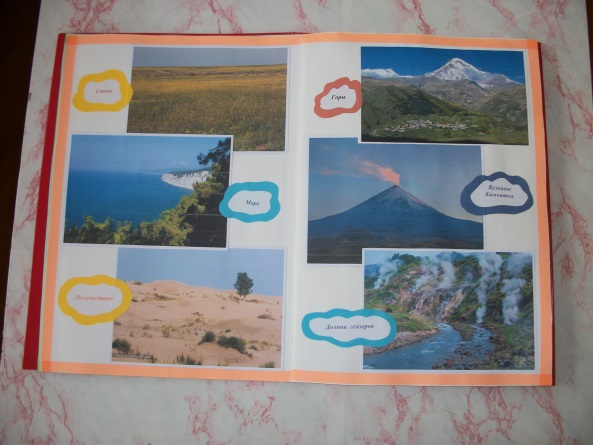 Степь
Море
Полупустыня
Горы
Вулканы
Камчатки
Долина гейзеров